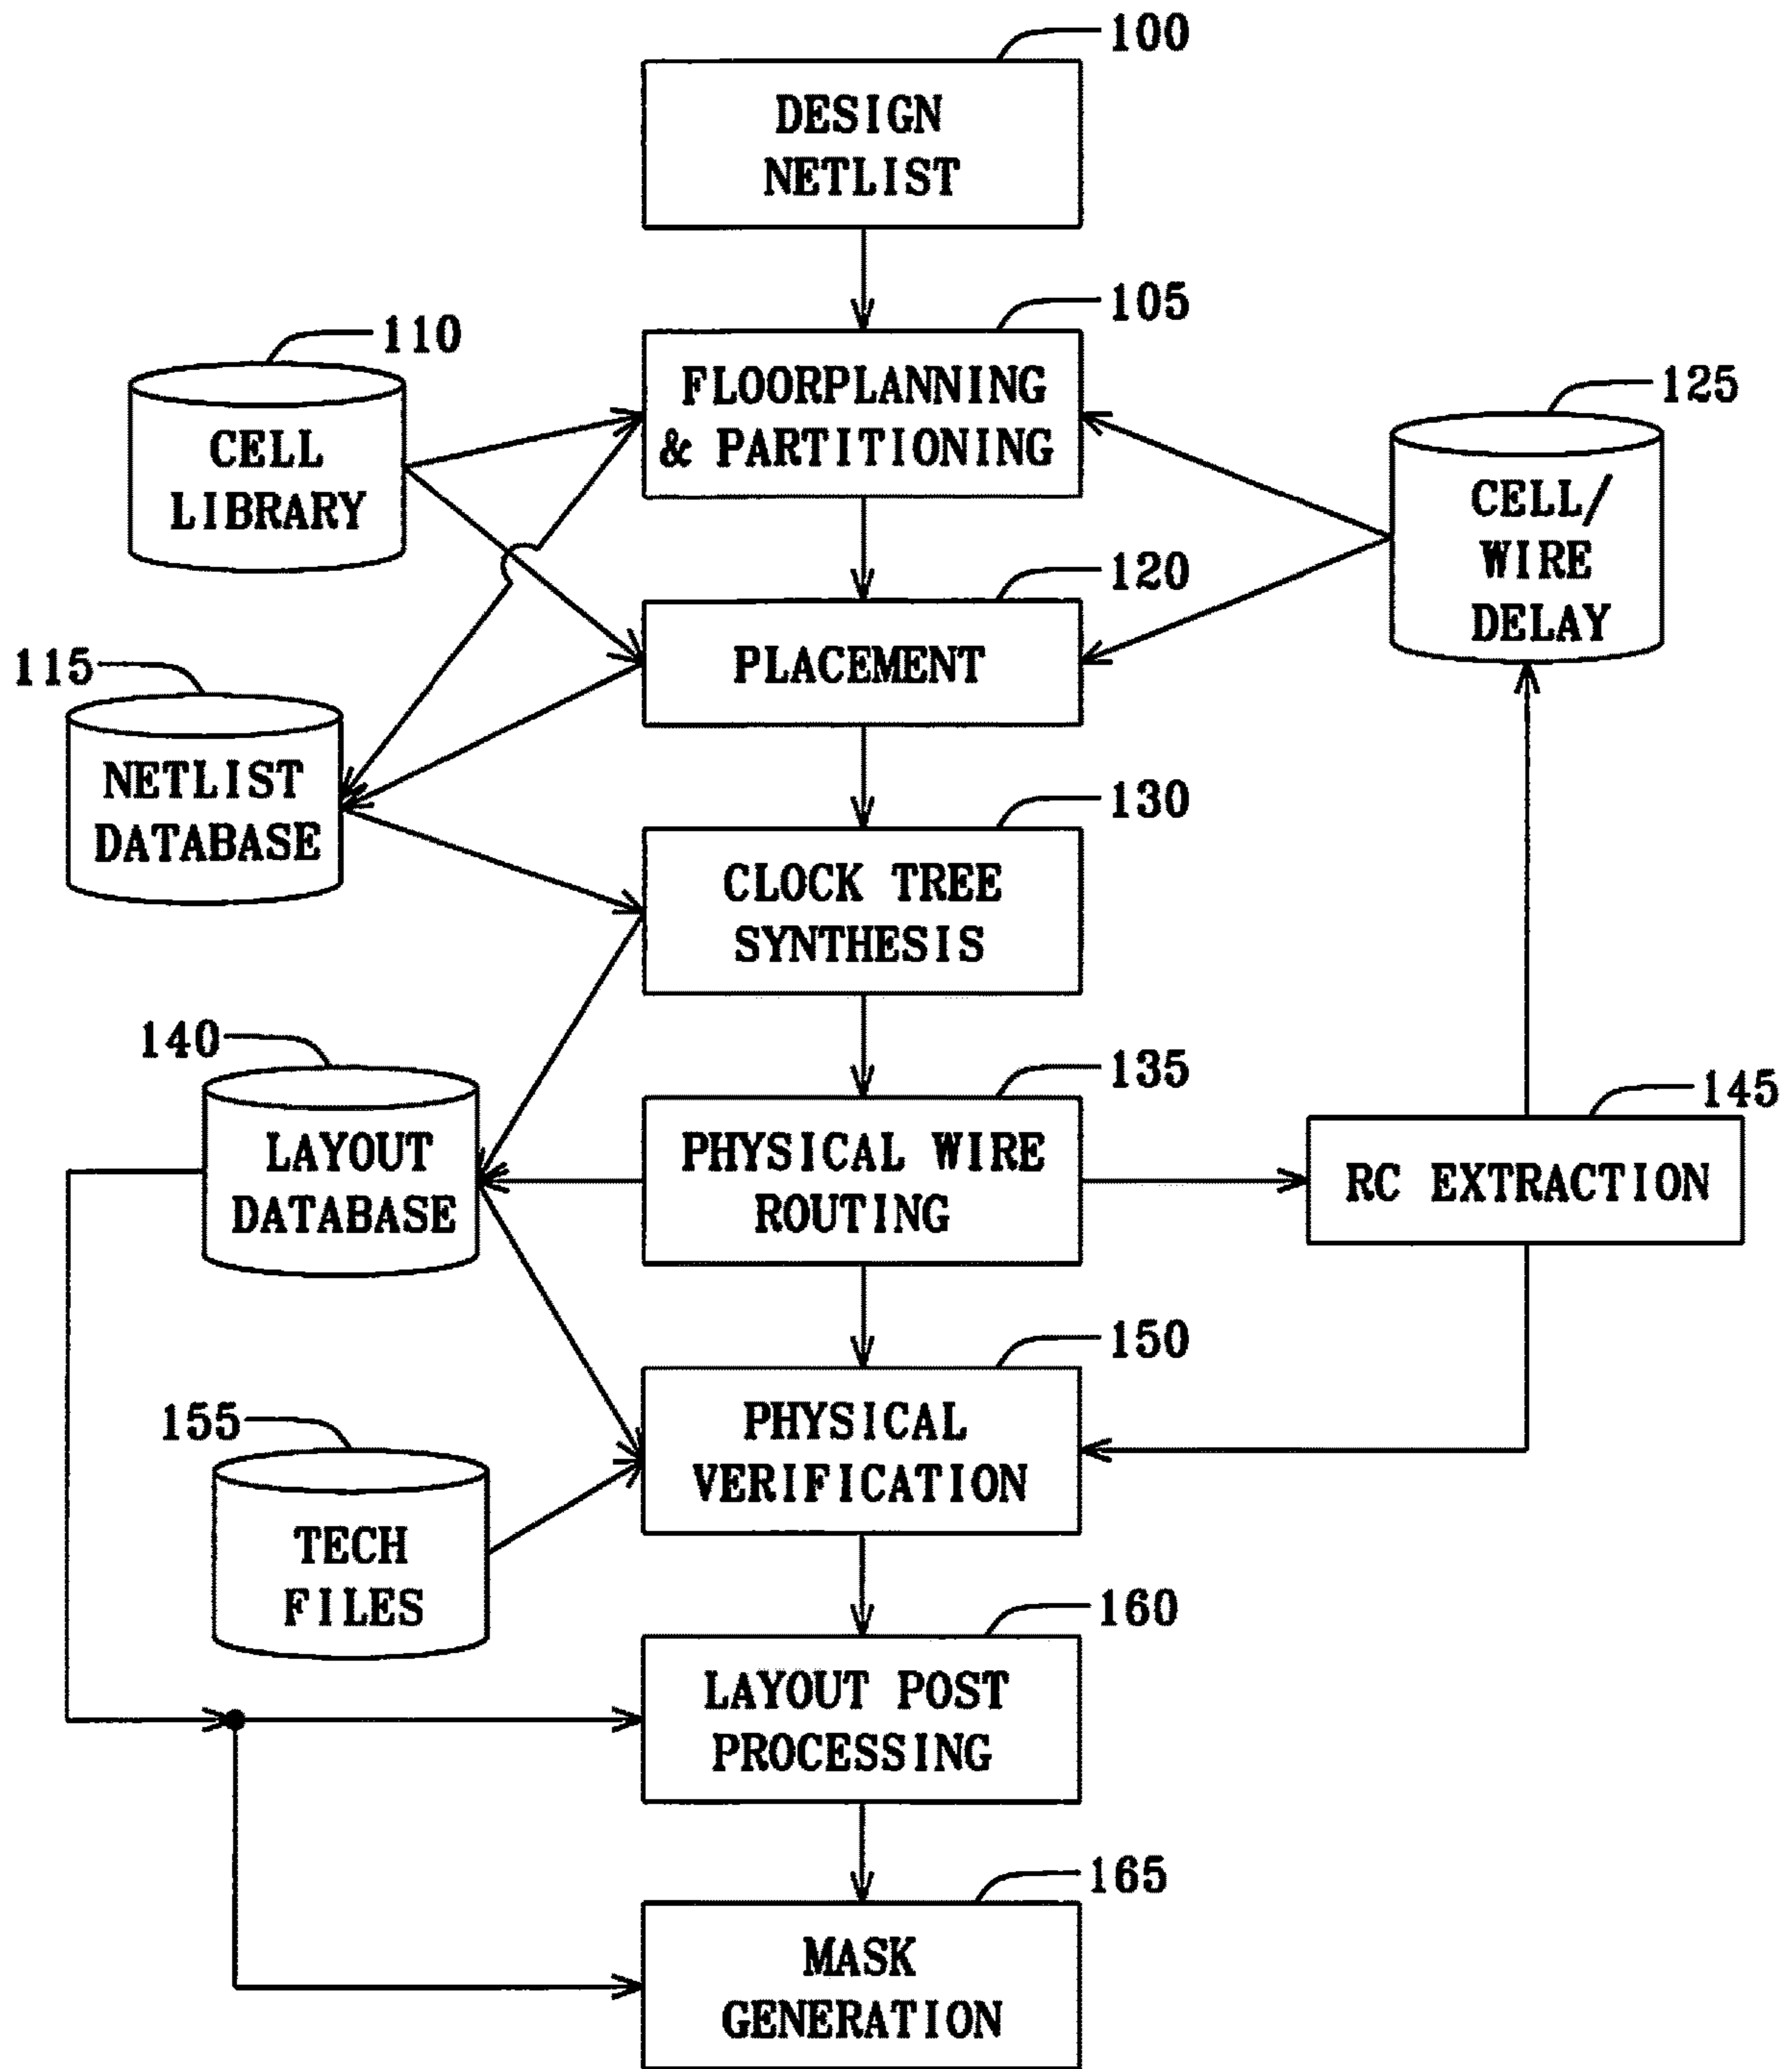 100
DESIGN
NETLIST
105
FLOORPLANNING
& PARTITIONING
110
CELL
LIBRARY
125
CELL/
WIRE
DELAY
120
PLACEMENT
115
NETLIST
DATABASE
130
CLOCK TREE
SYNTHESIS
140
LAYOUT
DATABASE
135
PHYSICAL WIRE
ROUTING
145
RC EXTRACTION
150
PHYSICAL
VERIFICATION
155
TECH
FILES
160
LAYOUT POST
PROCESSING
165
MASK
GENERATION